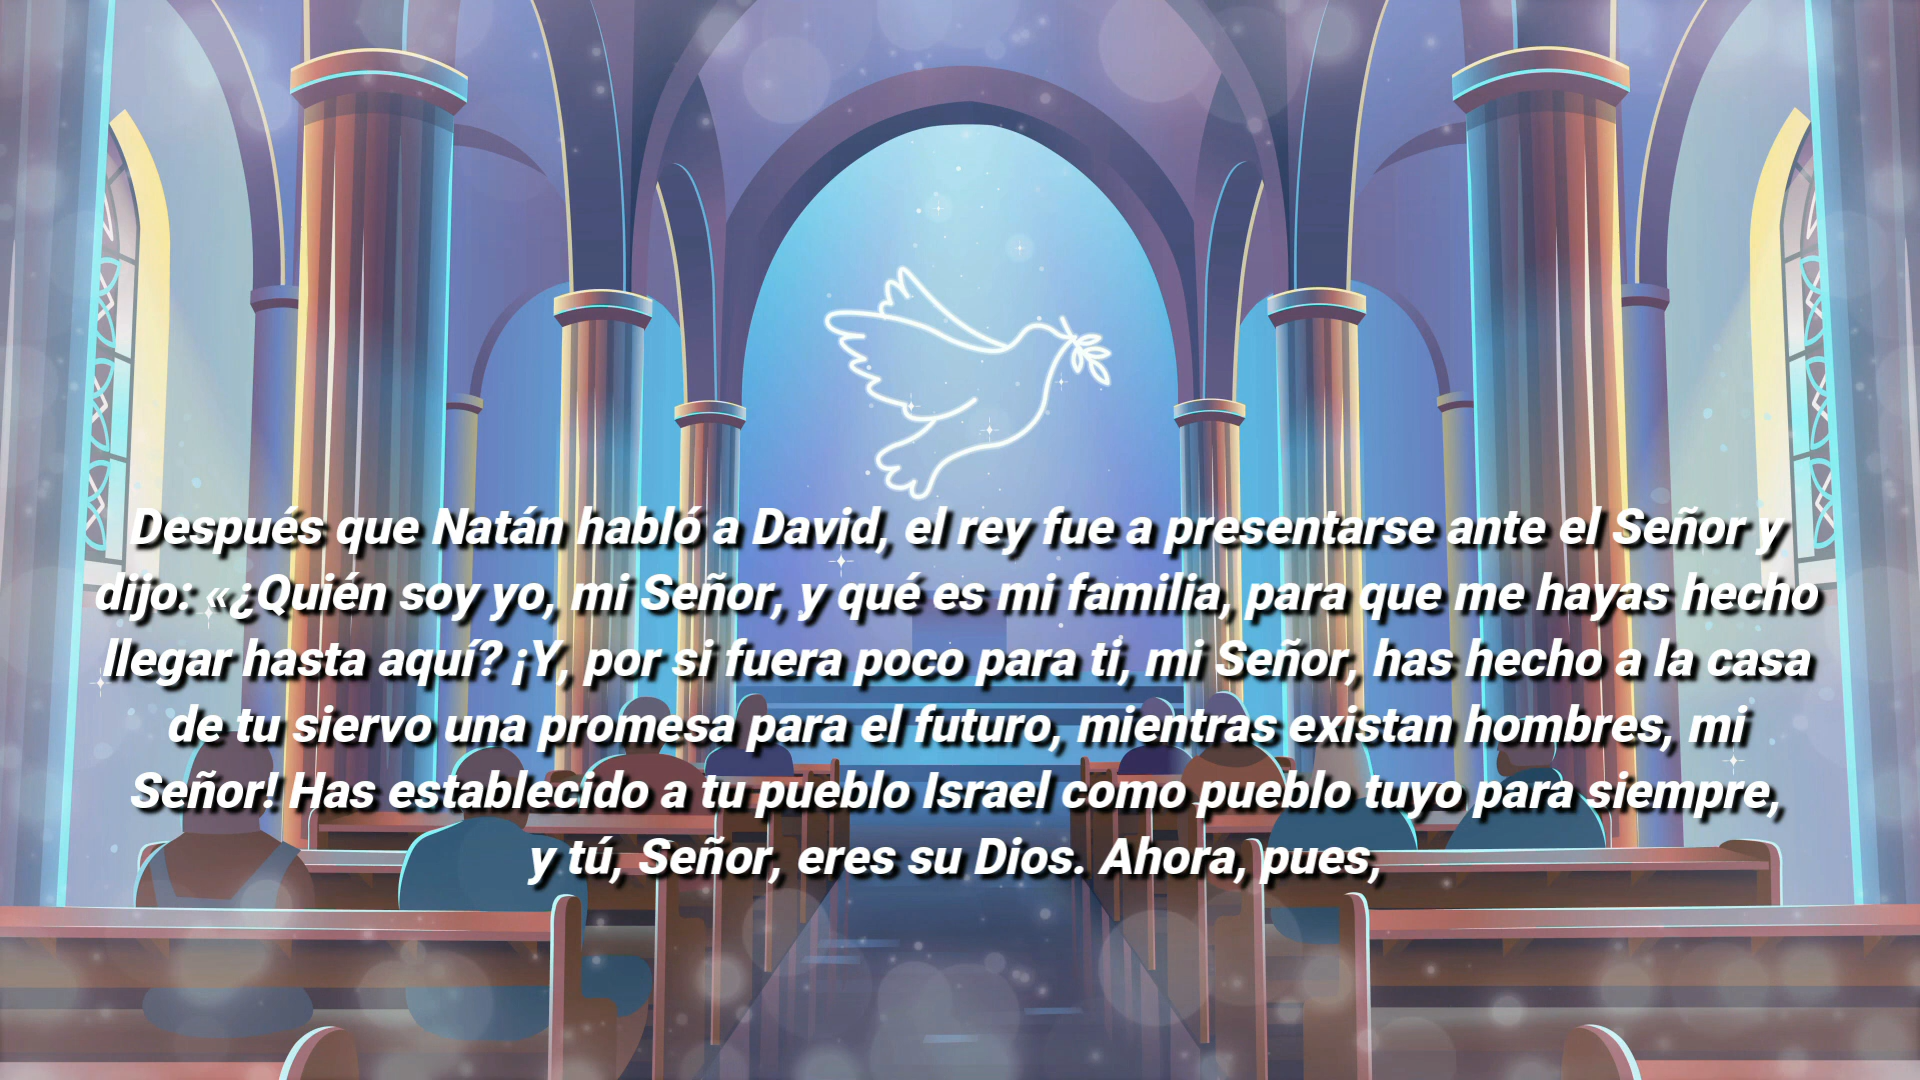 Después que Natán habló a David, el rey fue a presentarse ante el Señor y
dijo: «¿Quién soy yo, mi Señor, y qué es mi familia, para que me hayas hecho
llegar hasta aquí? ¡Y, por si fuera poco para ti, mi Señor, has hecho a la casa
de tu siervo una promesa para el futuro, mientras existan hombres, mi
Señor! Has establecido a tu pueblo Israel como pueblo tuyo para siempre,
y tú, Señor, eres su Dios. Ahora, pues,